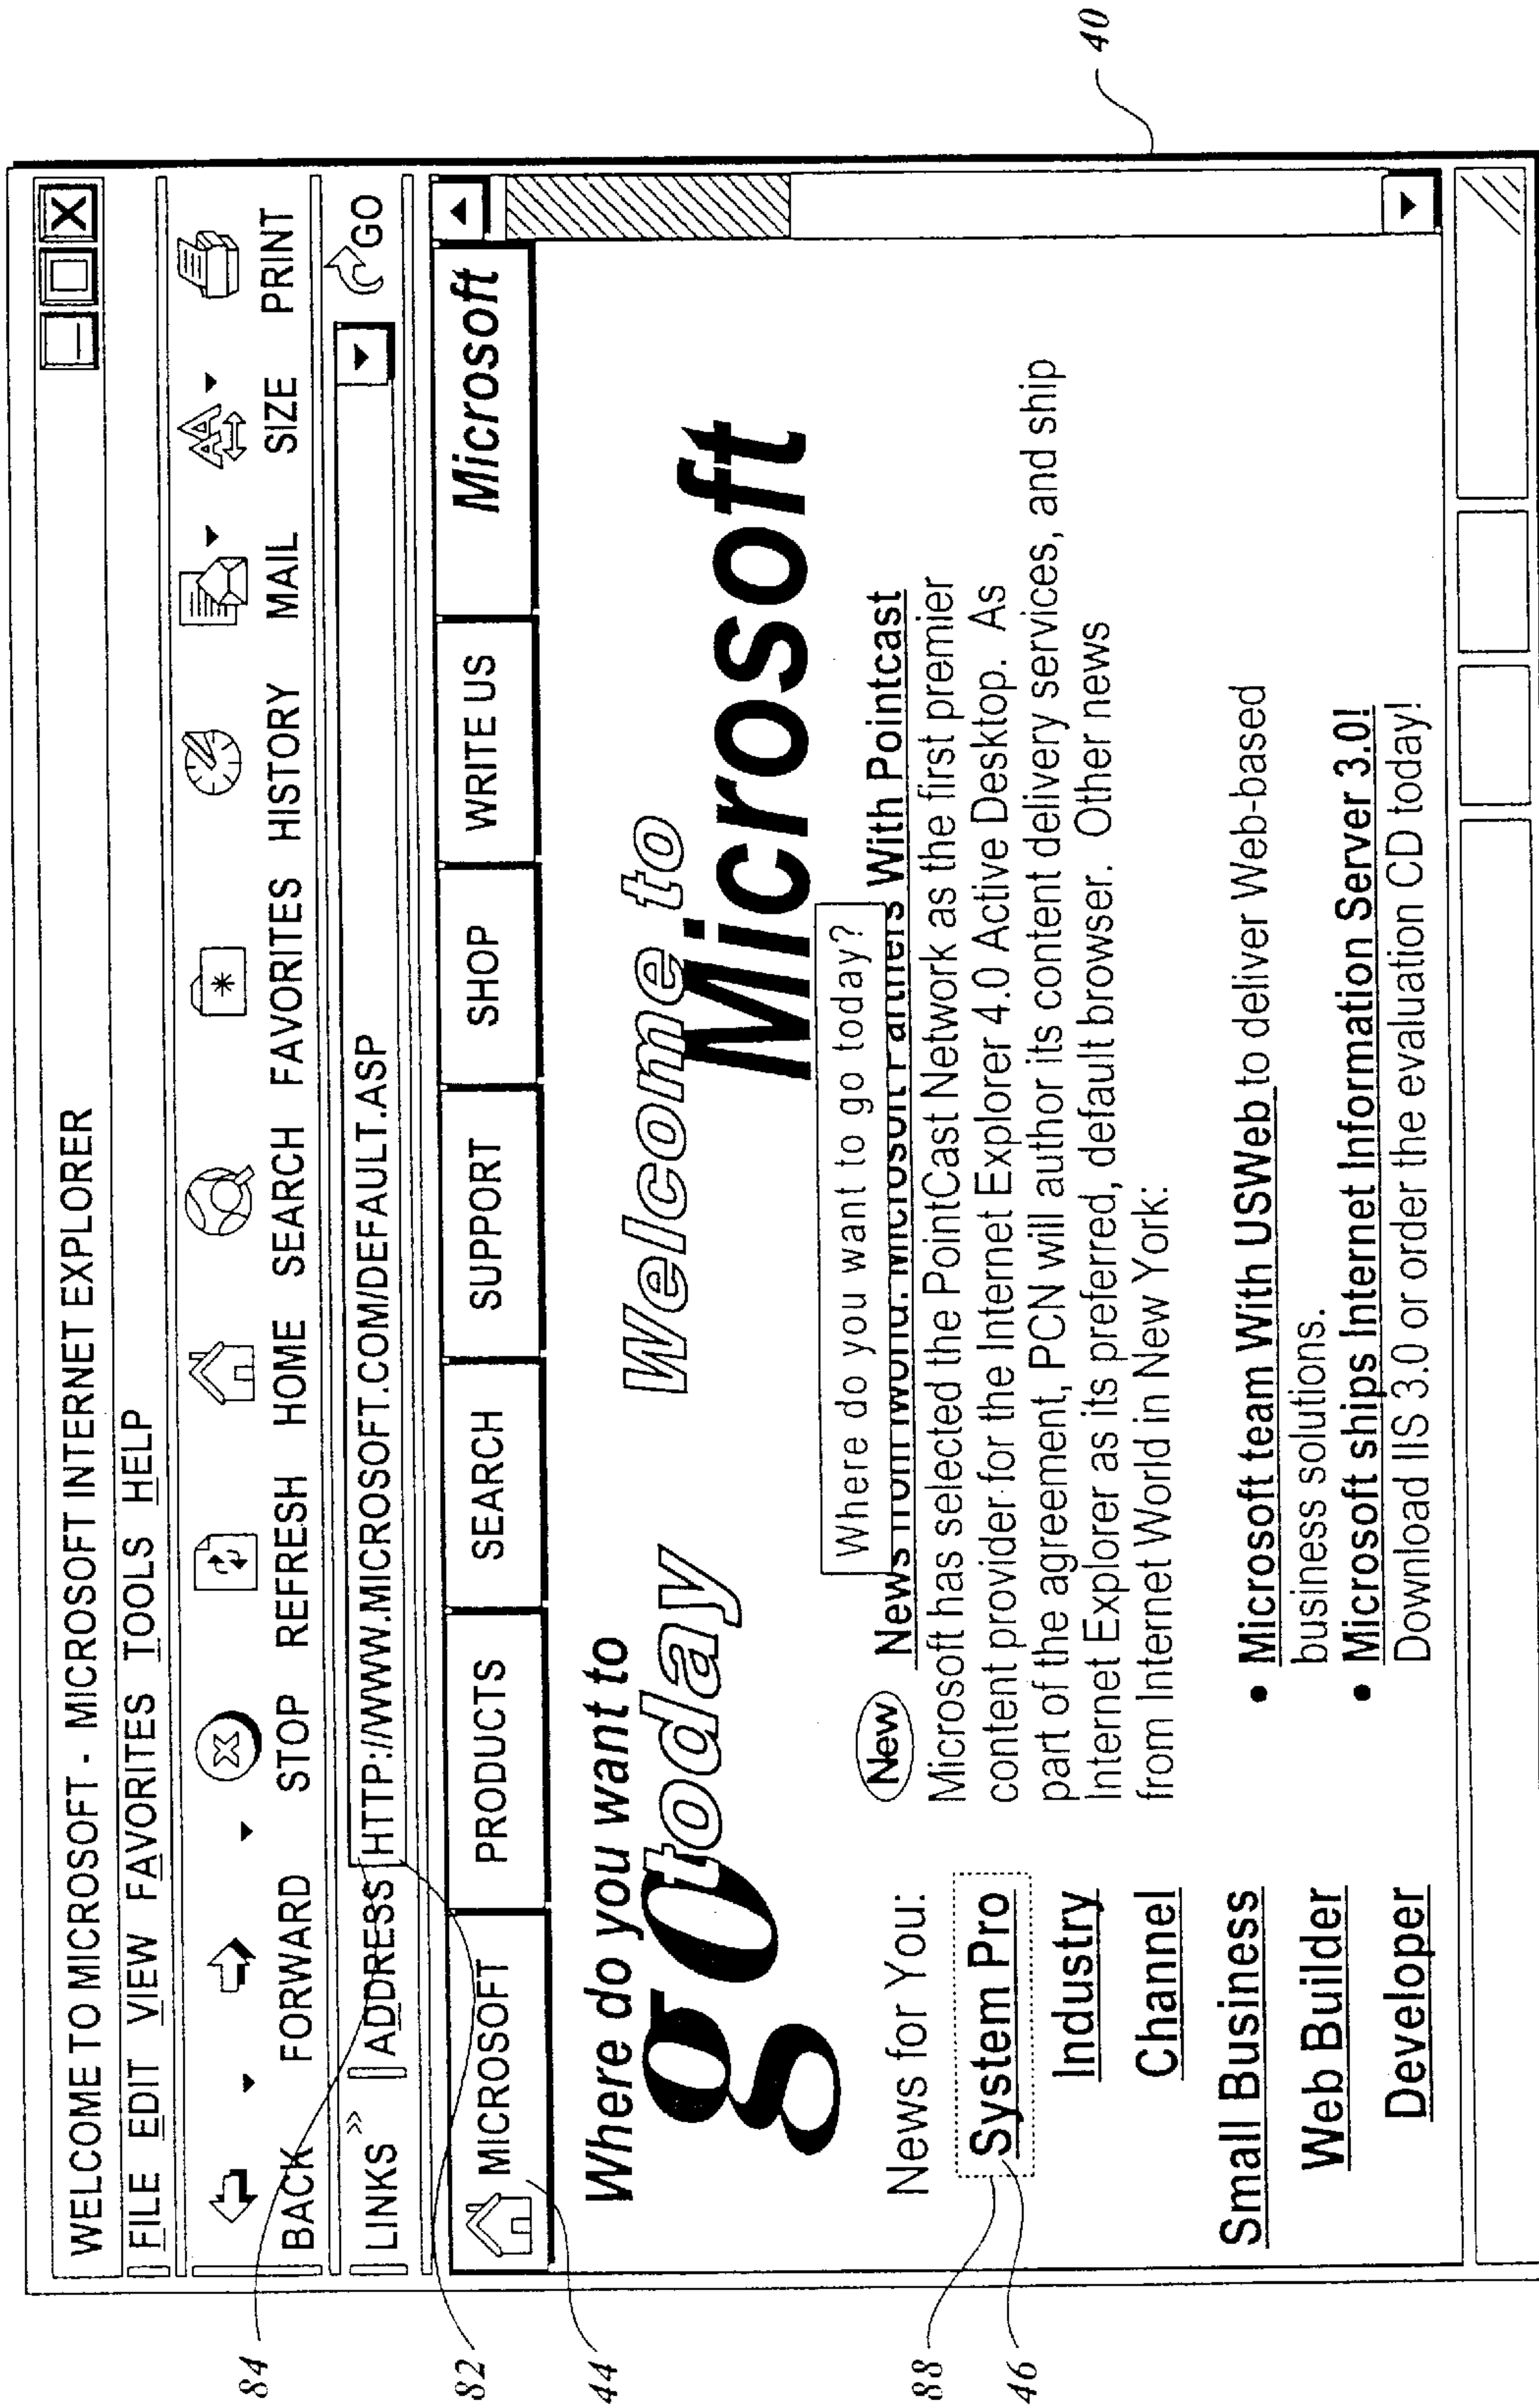 WELCOME TO MICROSOFT - MICROSOFT INTERNET EXPLORER
FILE EDIT VIEW FAVORITES TOOLS HELP
BACK FORWARD STOP REFRESH HOME SEARCH FAVORITES HISTORY MAIL SIZE PRINT
LINKS » ADDRESS HTTP://WWW.MICROSOFT.COM/DEFAULT.ASP GO
MICROSOFT PRODUCTS SEARCH SUPPORT SHOP WRITE US Microsoft
Where do you want to
go today
Welcome to
Microsoft
Where do you want to go today?
New News from Iworld: Microsoft Partners With Pointcast
Microsoft has selected the PointCast Network as the first premier
content provider for the Internet Explorer 4.0 Active Desktop. As
part of the agreement, PCN will author its content delivery services, and ship
Internet Explorer as its preferred, default browser. Other news
from Internet World in New York:
• Microsoft team With USWeb to deliver Web-based
business solutions.
• Microsoft ships Internet Information Server 3.0!
Download IIS 3.0 or order the evaluation CD today!
News for You:
System Pro
Industry
Channel
Small Business
Web Builder
Developer
84
82
44
88
46
40